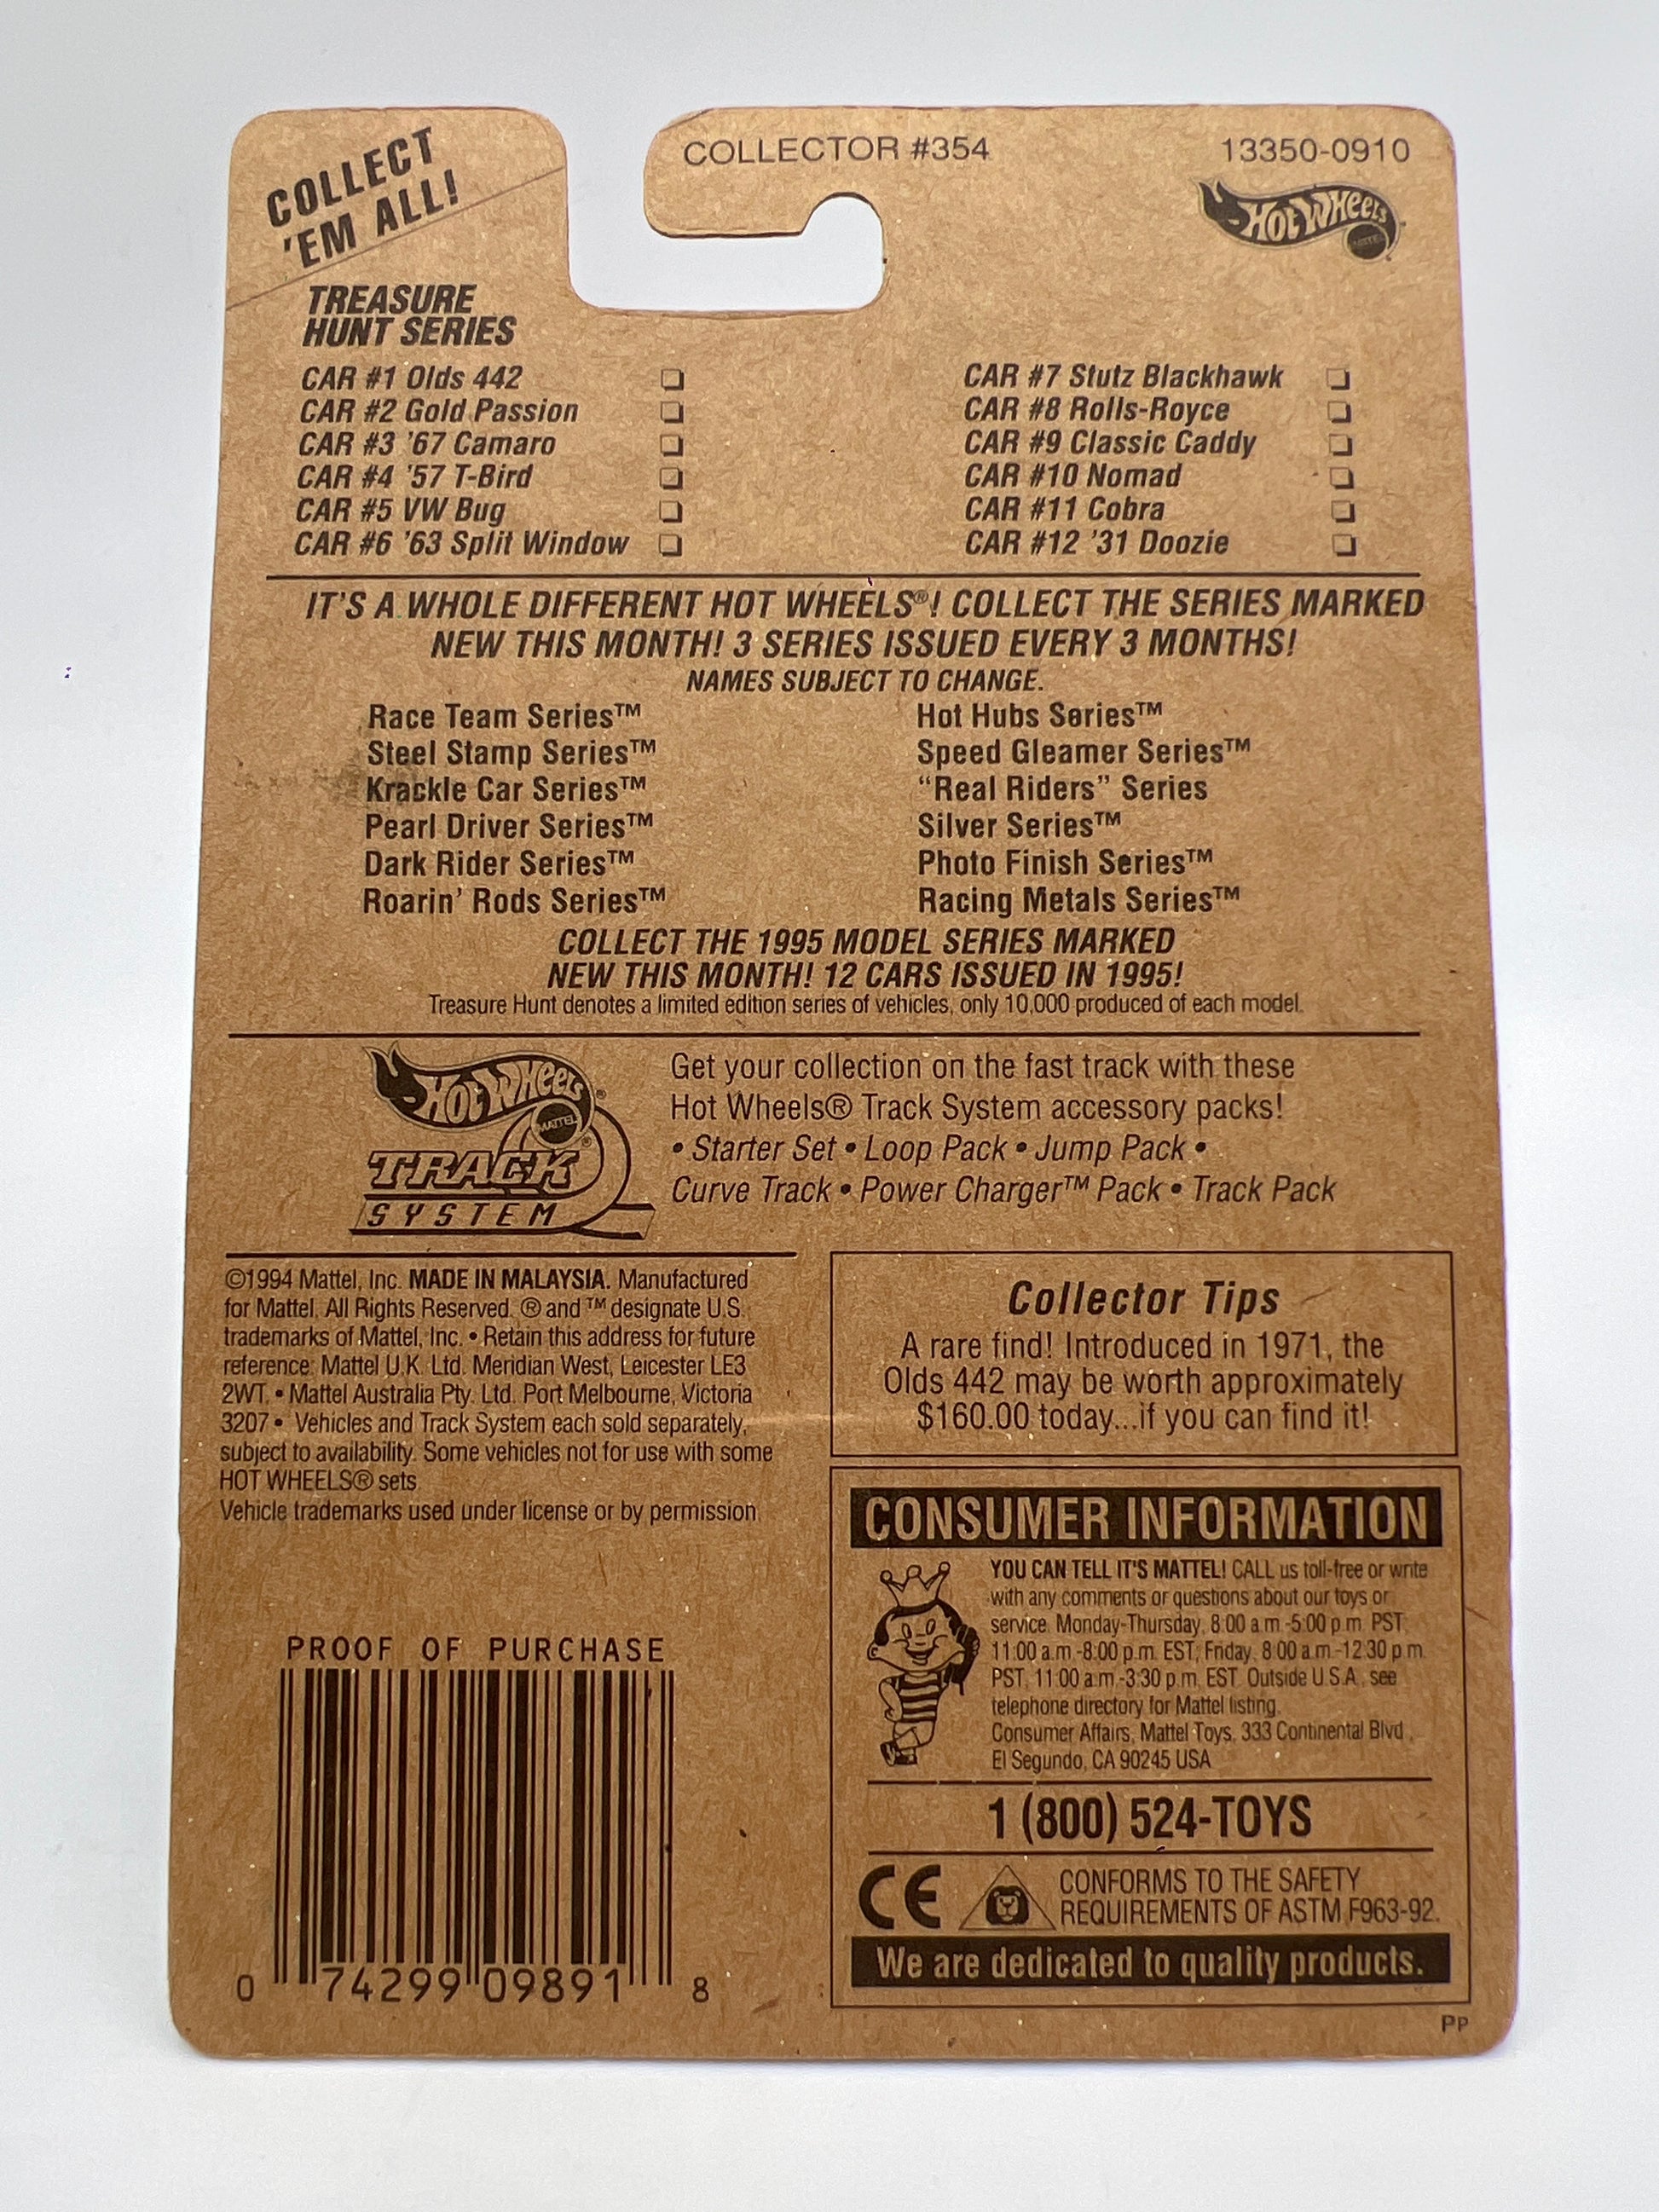 COLLECT
'EM ALL!
COLLECTOR #354
13350-0910
HOT WHEELS
MATTEL
TREASURE
HUNT SERIES
CAR #1 Olds 442 ❏
CAR #2 Gold Passion ❏
CAR #3 '67 Camaro ❏
CAR #4 '57 T-Bird ❏
CAR #5 VW Bug ❏
CAR #6 '63 Split Window ❏
CAR #7 Stutz Blackhawk ❏
CAR #8 Rolls-Royce ❏
CAR #9 Classic Caddy ❏
CAR #10 Nomad ❏
CAR #11 Cobra ❏
CAR #12 '31 Doozie ❏
IT'S A WHOLE DIFFERENT HOT WHEELS®! COLLECT THE SERIES MARKED
NEW THIS MONTH! 3 SERIES ISSUED EVERY 3 MONTHS!
NAMES SUBJECT TO CHANGE.
Race Team Series™
Steel Stamp Series™
Krackle Car Series™
Pearl Driver Series™
Dark Rider Series™
Roarin' Rods Series™
Hot Hubs Series™
Speed Gleamer Series™
“Real Riders” Series
Silver Series™
Photo Finish Series™
Racing Metals Series™
COLLECT THE 1995 MODEL SERIES MARKED
NEW THIS MONTH! 12 CARS ISSUED IN 1995!
Treasure Hunt denotes a limited edition series of vehicles, only 10,000 produced of each model.
HOT WHEELS®
MATTEL®
TRACK
SYSTEM
Get your collection on the fast track with these
Hot Wheels® Track System accessory packs!
• Starter Set • Loop Pack • Jump Pack •
Curve Track • Power Charger™ Pack • Track Pack
©1994 Mattel, Inc. MADE IN MALAYSIA. Manufactured
for Mattel. All Rights Reserved. ® and ™ designate U.S.
trademarks of Mattel, Inc. • Retain this address for future
reference: Mattel U.K. Ltd. Meridian West, Leicester LE3
2WT. • Mattel Australia Pty. Ltd. Port Melbourne, Victoria
3207 • Vehicles and Track System each sold separately,
subject to availability. Some vehicles not for use with some
HOT WHEELS® sets.
Vehicle trademarks used under license or by permission
Collector Tips
A rare find! Introduced in 1971, the
Olds 442 may be worth approximately
$160.00 today...if you can find it!
CONSUMER INFORMATION
YOU CAN TELL IT'S MATTEL! CALL us toll-free or write
with any comments or questions about our toys or
service. Monday-Thursday, 8:00 a.m.-5:00 p.m. PST,
11:00 a.m.-8:00 p.m. EST; Friday, 8:00 a.m.-12:30 p.m.
PST, 11:00 a.m.-3:30 p.m. EST. Outside U.S.A., see
telephone directory for Mattel listing.
Consumer Affairs, Mattel Toys, 333 Continental Blvd.,
El Segundo, CA 90245 USA
1 (800) 524-TOYS
CE
CONFORMS TO THE SAFETY
REQUIREMENTS OF ASTM F963-92.
We are dedicated to quality products.
PROOF OF PURCHASE
0 74299 09891 8
PP